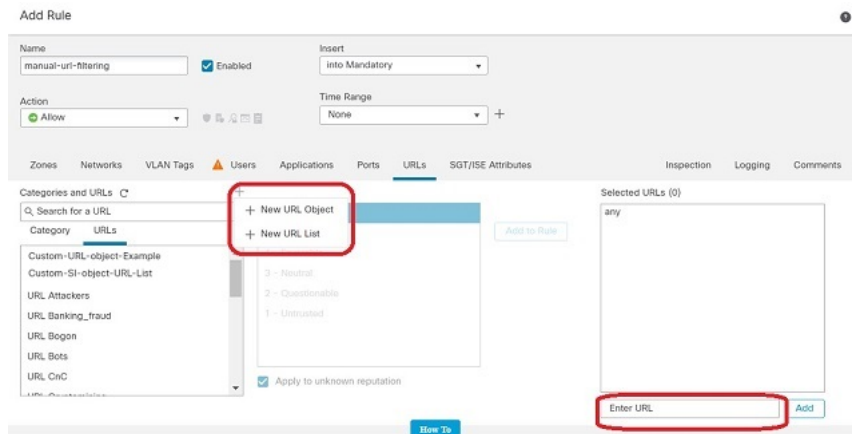 Add Rule
Name
manual-url-filtering
Enabled
Insert
into Mandatory
Action
Allow
Time Range
None
Zones Networks VLAN Tags Users Applications Ports URLs SGT/ISE Attributes Inspection Logging Comments
Categories and URLs
Search for a URL
Category URLs
Custom-URL-object-Example
Custom-SI-object-URL-List
URL Attackers
URL Banking_fraud
URL Bogon
URL Bots
URL CnC
+ New URL Object
+ New URL List
3 - Neutral
2 - Questionable
1 - Untrusted
Apply to unknown reputation
Add to Rule
Selected URLs (0)
any
Enter URL
Add
How To